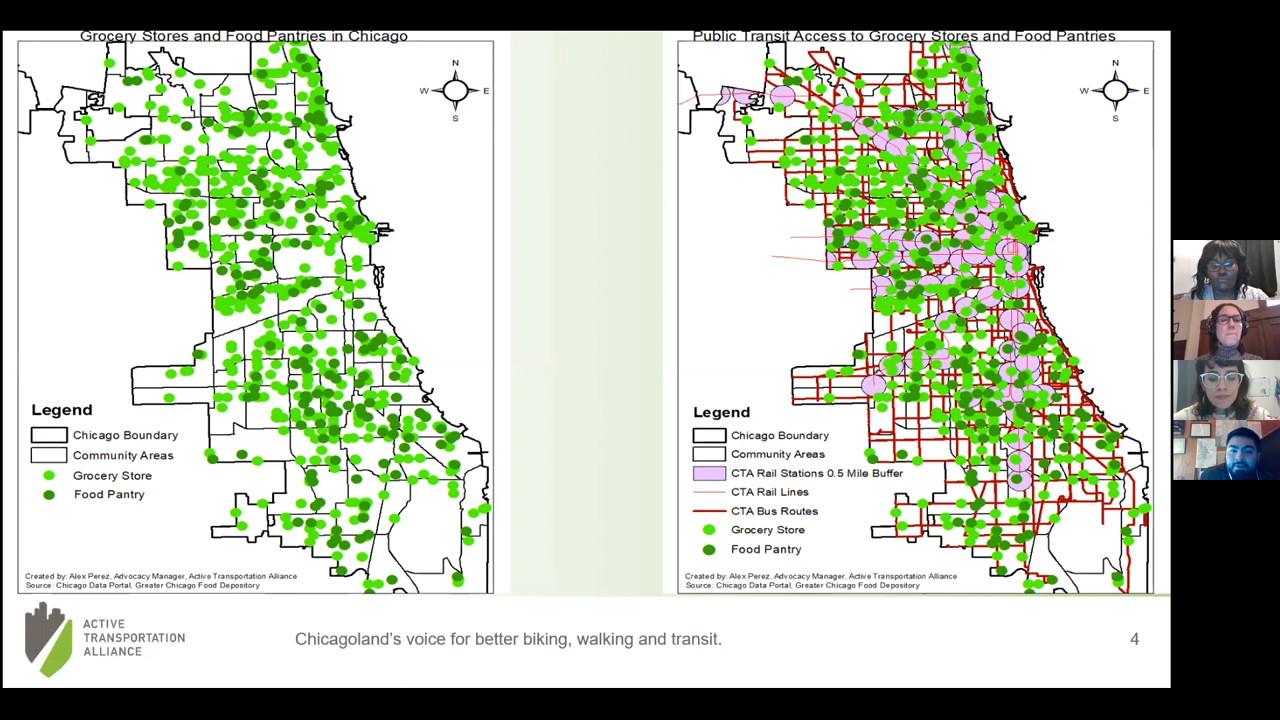 Grocery Stores and Food Pantries in Chicago
N
W E
S
Legend
Chicago Boundary
Community Areas
Grocery Store
Food Pantry
Created by: Alex Perez, Advocacy Manager, Active Transportation Alliance
Source: Chicago Data Portal, Greater Chicago Food Depository
Public Transit Access to Grocery Stores and Food Pantries
N
W E
S
Legend
Chicago Boundary
Community Areas
CTA Rail Stations 0.5 Mile Buffer
CTA Rail Lines
CTA Bus Routes
Grocery Store
Food Pantry
Created by: Alex Perez, Advocacy Manager, Active Transportation Alliance
Source: Chicago Data Portal, Greater Chicago Food Depository
ACTIVE
TRANSPORTATION
ALLIANCE
Chicagoland’s voice for better biking, walking and transit.
4